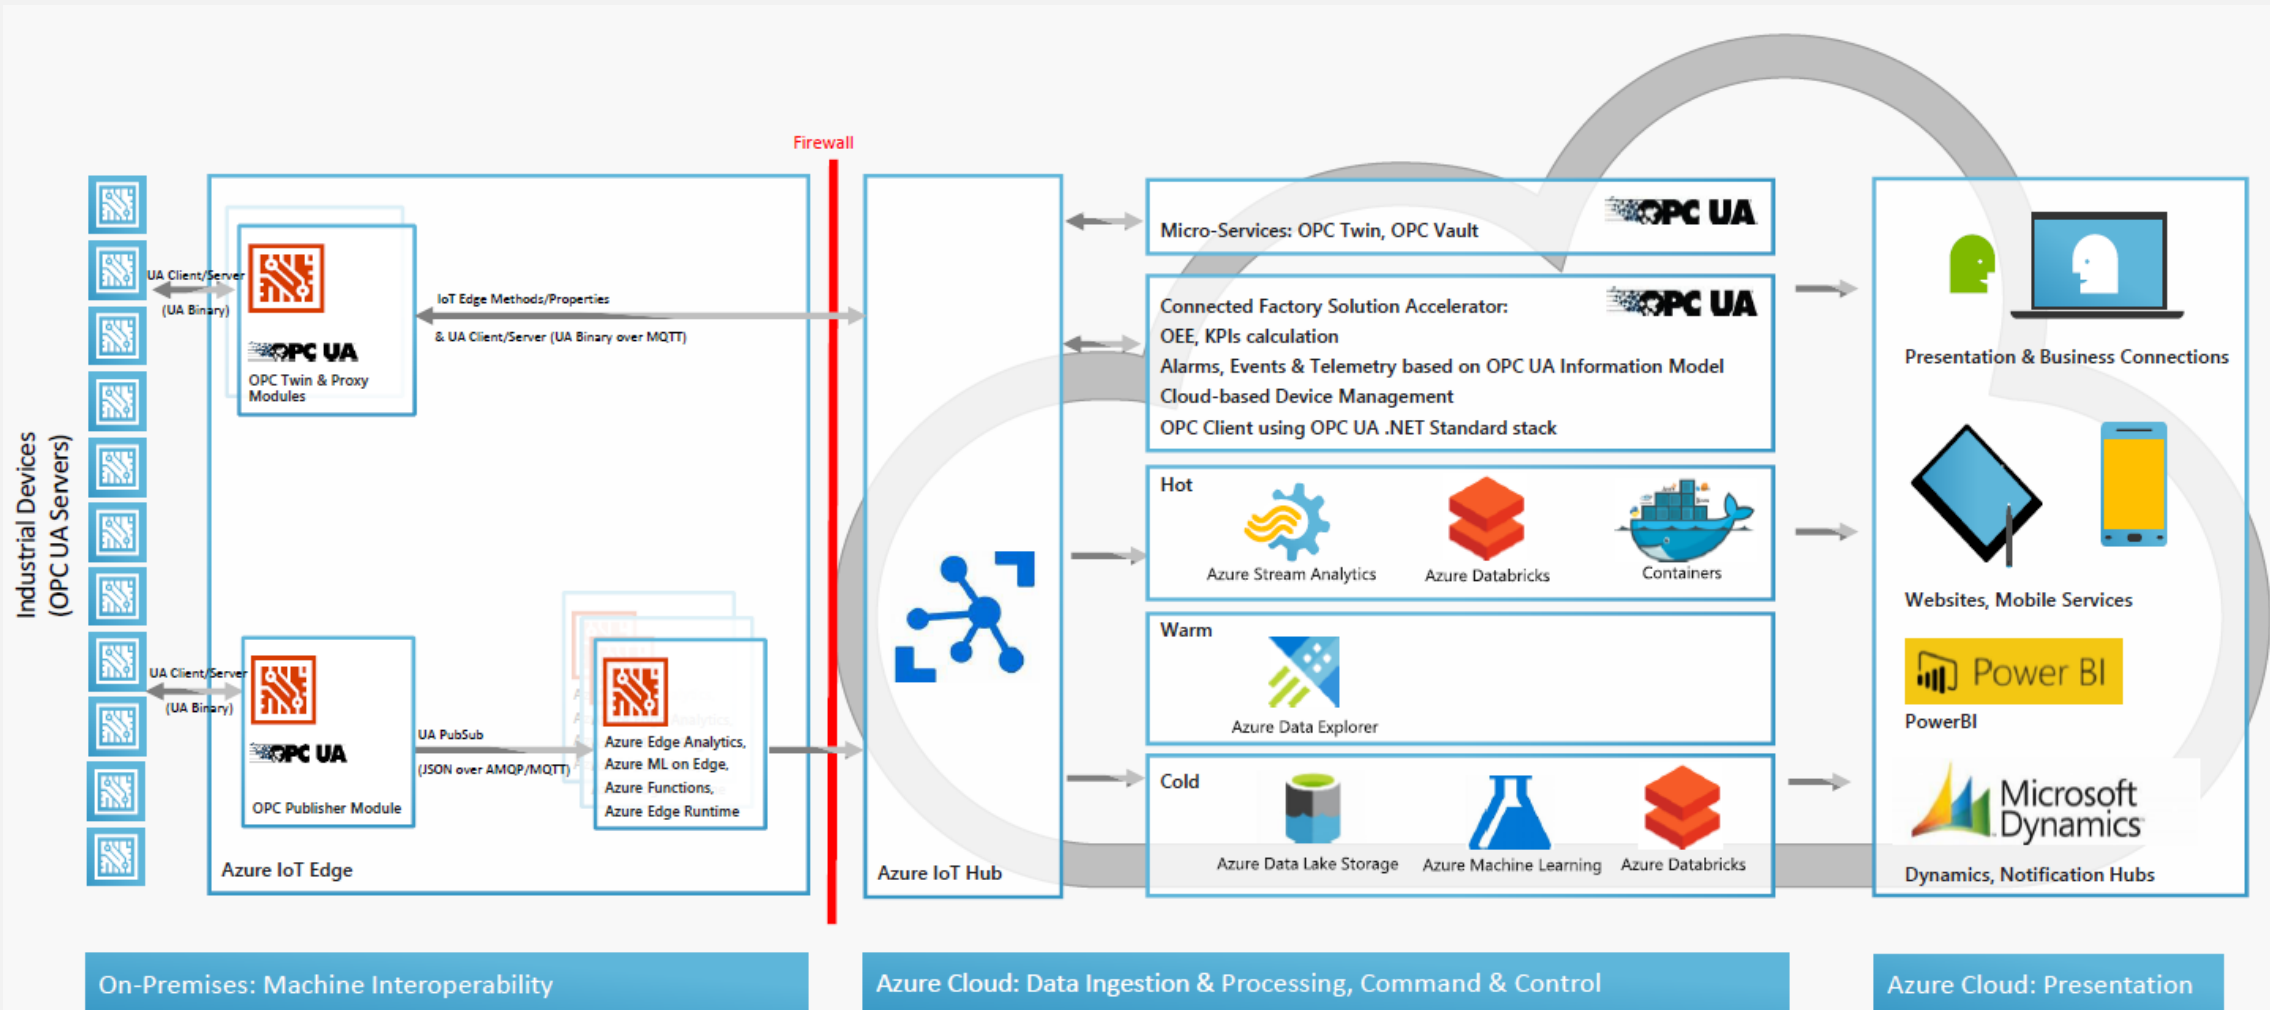 Firewall
Industrial Devices
(OPC UA Servers)
UA Client/Server
(UA Binary)
OPC UA
OPC Twin & Proxy
Modules
IoT Edge Methods/Properties
& UA Client/Server (UA Binary over MQTT)
UA Client/Server
(UA Binary)
OPC UA
OPC Publisher Module
UA PubSub
(JSON over AMQP/MQTT)
Azure Edge Analytics,
Azure ML on Edge,
Azure Functions,
Azure Edge Runtime
Azure IoT Edge
Azure IoT Hub
OPC UA
Micro-Services: OPC Twin, OPC Vault
OPC UA
Connected Factory Solution Accelerator:
OEE, KPIs calculation
Alarms, Events & Telemetry based on OPC UA Information Model
Cloud-based Device Management
OPC Client using OPC UA .NET Standard stack
Hot
Azure Stream Analytics
Azure Databricks
Containers
Warm
Azure Data Explorer
Cold
Azure Data Lake Storage
Azure Machine Learning
Azure Databricks
Presentation & Business Connections
Websites, Mobile Services
Power BI
PowerBI
Microsoft
Dynamics
Dynamics, Notification Hubs
On-Premises: Machine Interoperability
Azure Cloud: Data Ingestion & Processing, Command & Control
Azure Cloud: Presentation